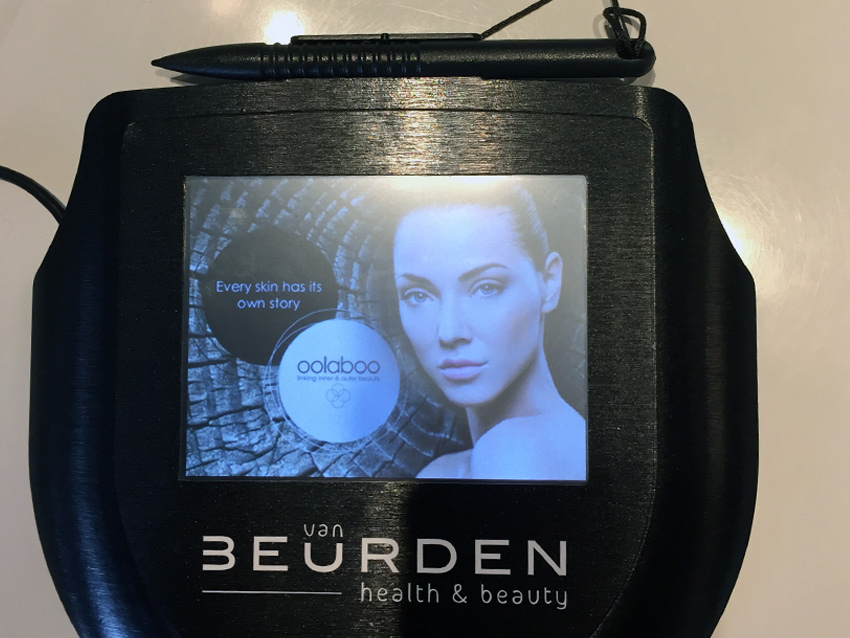 Every skin has its
own story
oolaboo
linking inner & outer beauty
van
BEURDEN
health & beauty